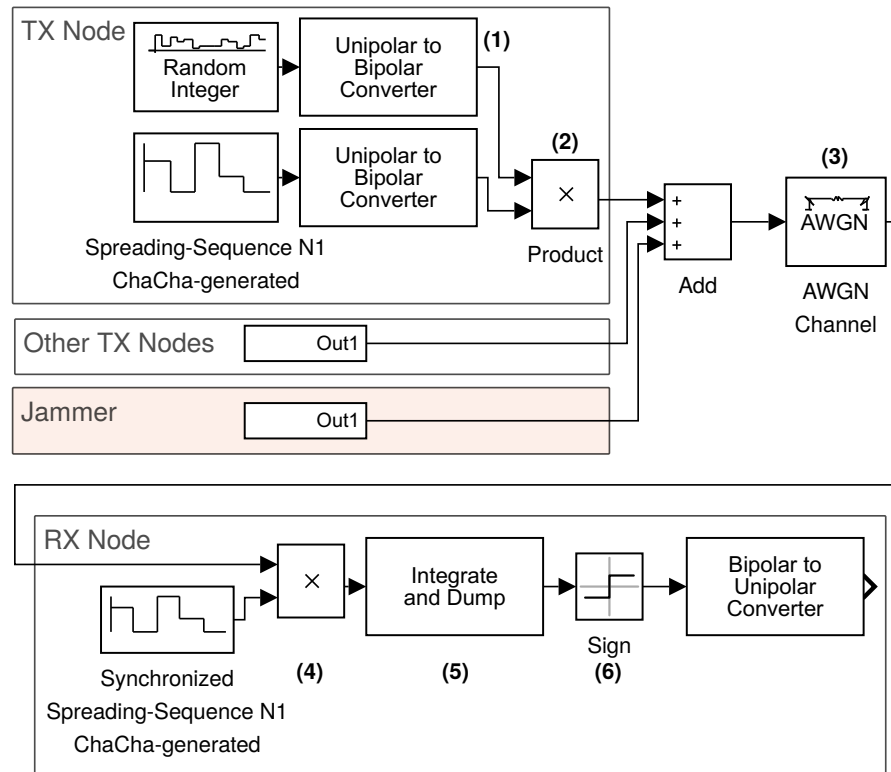 TX Node
(1)
Random
Integer
Unipolar to
Bipolar
Converter
Unipolar to
Bipolar
Converter
(2)
×
Product
Spreading-Sequence N1
ChaCha-generated
+
+
+
Add
(3)
AWGN
AWGN
Channel
Other TX Nodes
Out1
Jammer
Out1
RX Node
×
(4)
Synchronized
Spreading-Sequence N1
ChaCha-generated
Integrate
and Dump
(5)
Sign
(6)
Bipolar to
Unipolar
Converter